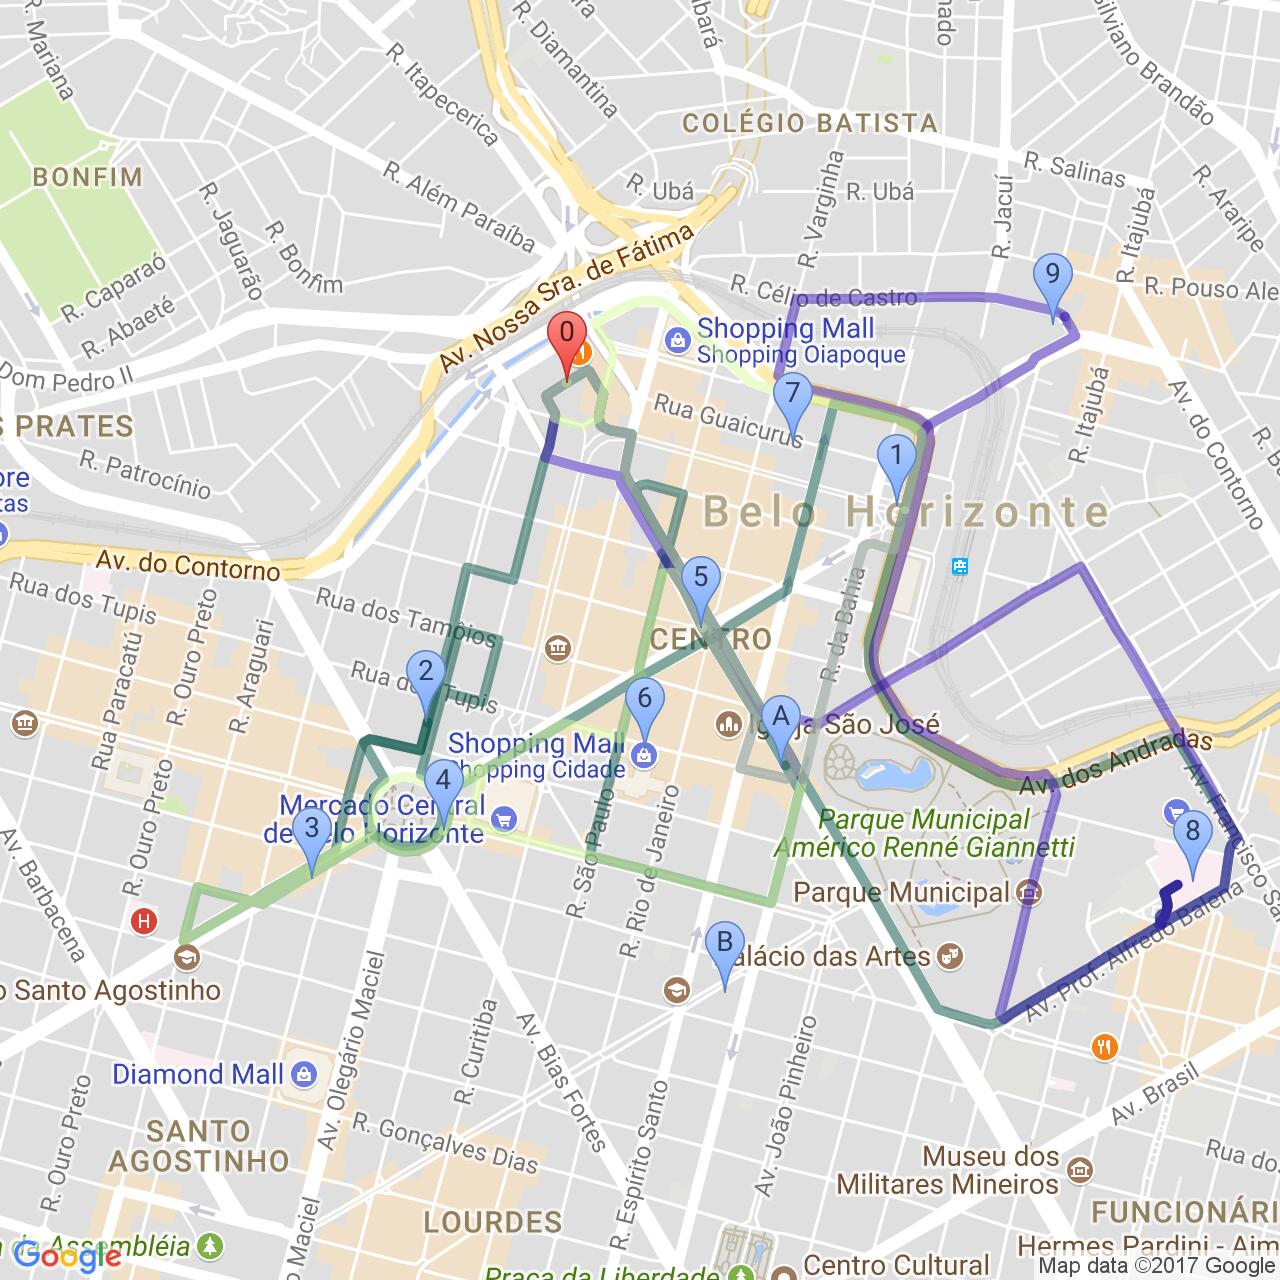 R. Mariana
R. Itapecerica
R. Diamantina
COLÉGIO BATISTA
Silviano Brandão
BONFIM
R. Além Paraíba
R. Ubá
R. Ubá
R. Salinas
R. Jaguarão
R. Bonfim
R. Varginha
R. Jacuí
R. Itajubá
R. Araripe
Av. Nossa Sra. de Fátima
R. Caparaó
R. Abaeté
R. Célio de Castro
R. Pouso Ale
9
0
Shopping Mall
Shopping Oiapoque
Dom Pedro II
7
Rua Guaicurus
R. Itajubá
Av. do Contorno
S PRATES
R. Patrocínio
1
Belo Horizonte
ore
tas
Av. do Contorno
Rua dos Tupis
Rua dos Tamôios
5
CENTRO
R. da Bahia
Rua Paracatú
R. Ouro Preto
R. Araguari
Rua dos Tupis
2
6
A
Igreja São José
Shopping Mall
Shopping Cidade
Av. dos Andradas
Av. Francisco Sa
4
Mercado Central
de Belo Horizonte
3
R. Ouro Preto
R. São Paulo
R. Rio de Janeiro
Parque Municipal
Américo Renné Giannetti
8
Parque Municipal
Av. Barbacena
H
B
Palácio das Artes
Av. Prof. Alfredo Balena
o Santo Agostinho
Av. Olegário Maciel
R. Curitiba
Av. Bias Fortes
Diamond Mall
R. Ouro Preto
R. Gonçalves Dias
R. Espírito Santo
Av. João Pinheiro
Av. Brasil
SANTO
AGOSTINHO
Museu dos
Militares Mineiros
Rua do
LOURDES
FUNCIONÁRI
Maciel
da Assembléia
Hermes Pardini - Aim
Centro Cultural
Praça da Liberdade
Google
Map data ©2017 Google